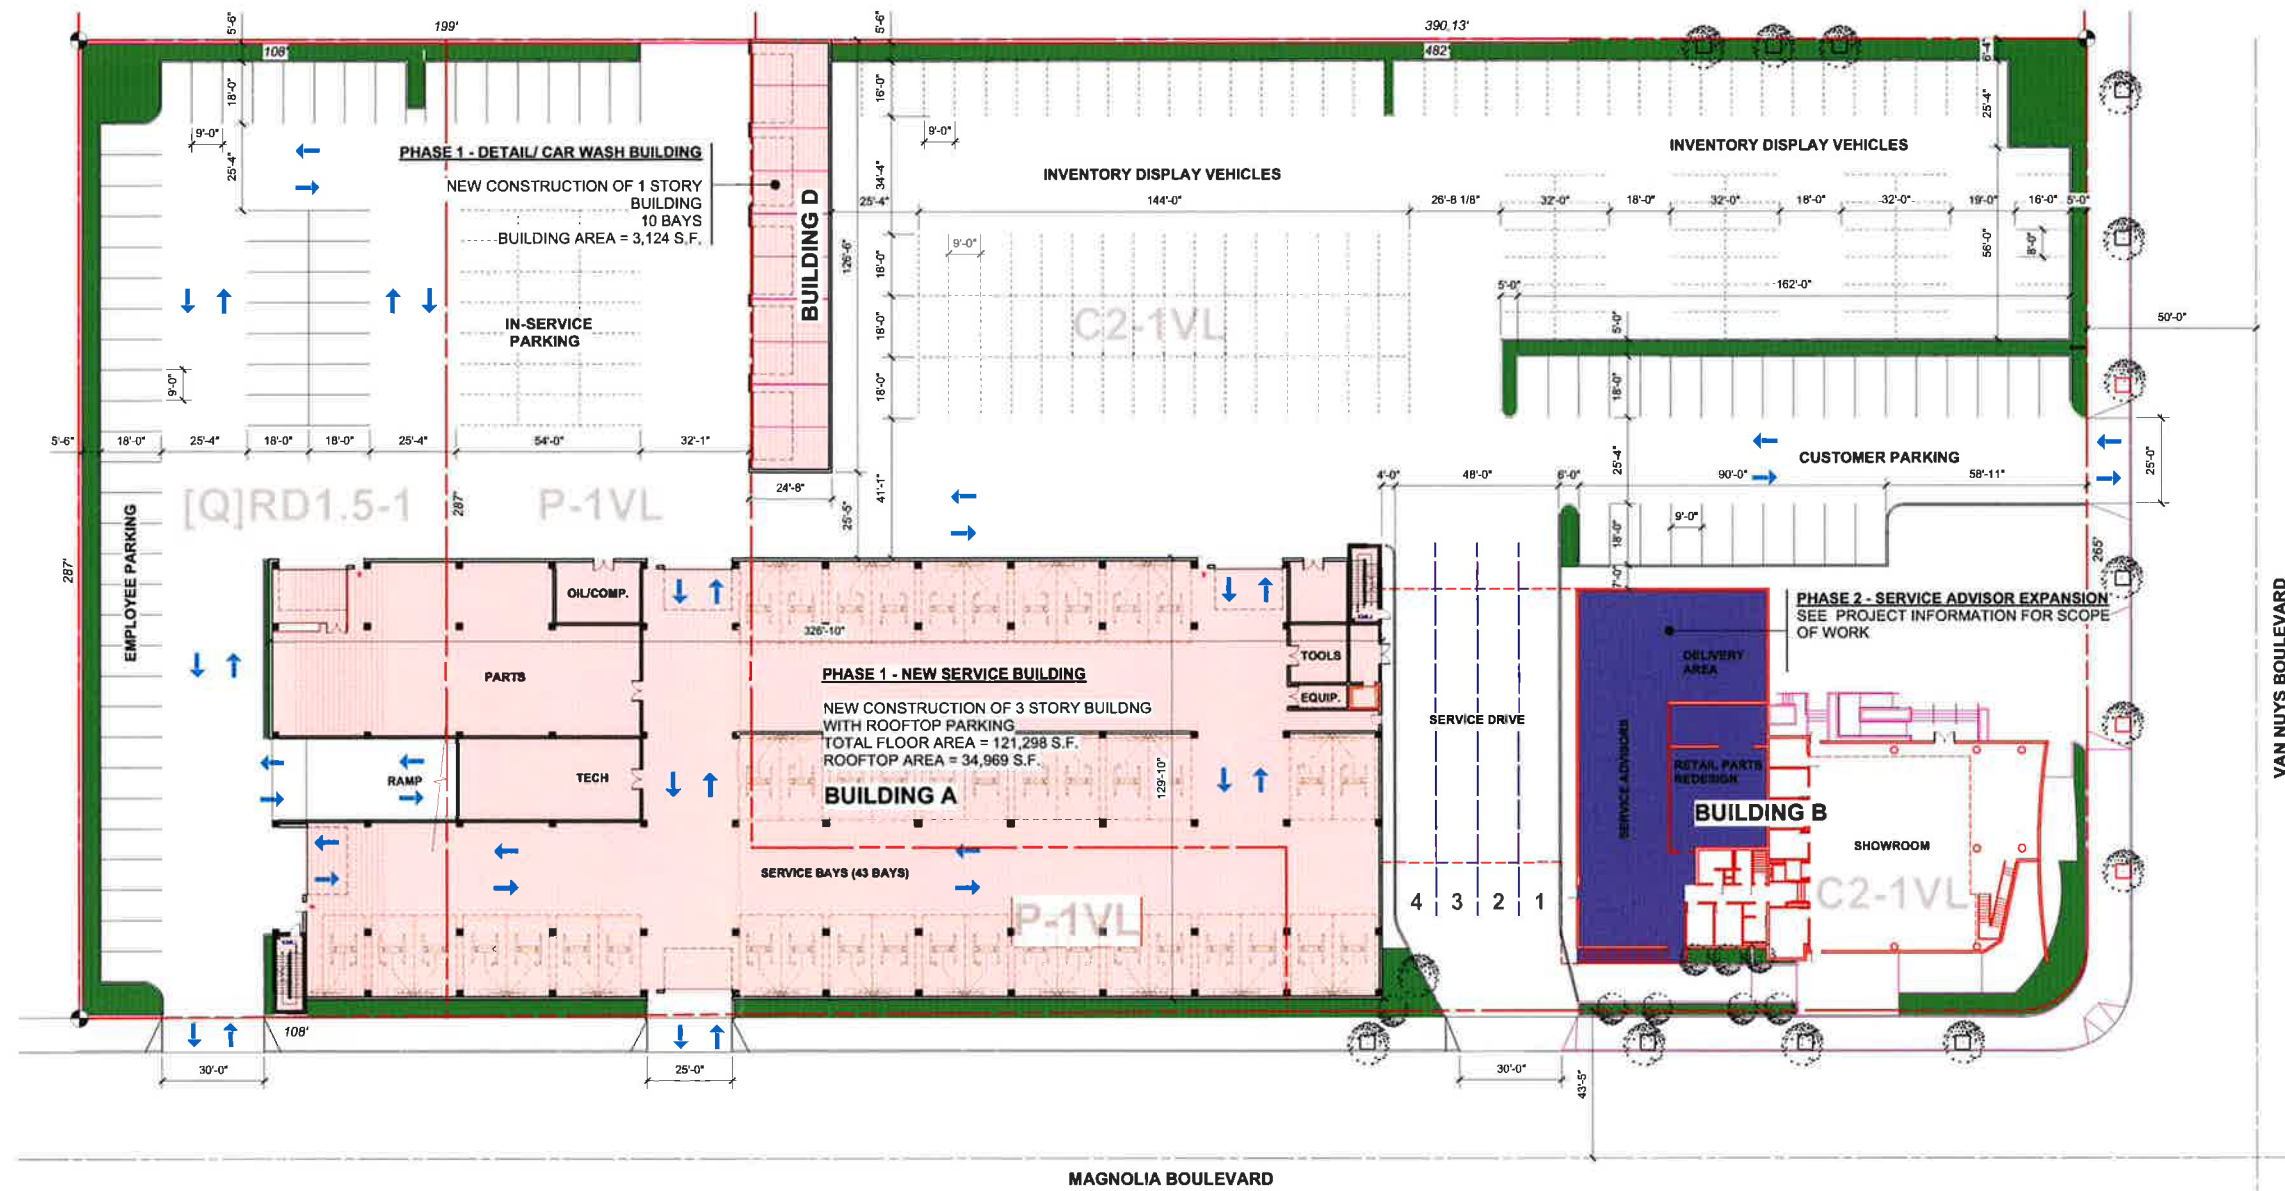 199'
390.13'
5'-6"
108'
5'-6"
482'
6'-4"
18'-0"
16'-0"
25'-4"
9'-0"
9'-0"
25'-4"
34'-4"
PHASE 1 - DETAIL/ CAR WASH BUILDING
NEW CONSTRUCTION OF 1 STORY
BUILDING
10 BAYS
BUILDING AREA = 3,124 S.F.
BUILDING D
INVENTORY DISPLAY VEHICLES
INVENTORY DISPLAY VEHICLES
25'-4"
144'-0"
26'-8 1/8"
32'-0"
18'-0"
32'-0"
18'-0"
32'-0"
19'-0"
16'-0"
5'-0"
126'-6"
18'-0"
9'-0"
56'-0"
8'-0"
5'-0"
162'-0"
IN-SERVICE
PARKING
C2-1VL
18'-0"
5'-0"
50'-0"
9'-0"
18'-0"
18'-0"
5'-6"
18'-0"
25'-4"
18'-0"
18'-0"
25'-4"
54'-0"
32'-1"
24'-8"
41'-1"
25'-5"
CUSTOMER PARKING
25'-4"
25'-0"
4'-0"
48'-0"
6'-0"
90'-0"
58'-11"
[Q]RD1.5-1
P-1VL
287'
287'
EMPLOYEE PARKING
9'-0"
18'-0"
265'
7'-0"
OIL/COMP.
326'-10"
TOOLS
EQUIP.
PARTS
PHASE 1 - NEW SERVICE BUILDING
NEW CONSTRUCTION OF 3 STORY BUILDNG
WITH ROOFTOP PARKING
TOTAL FLOOR AREA = 121,298 S.F.
ROOFTOP AREA = 34,969 S.F.
BUILDING A
129'-10"
RAMP
TECH
SERVICE BAYS (43 BAYS)
P-1VL
SERVICE DRIVE
4
3
2
1
PHASE 2 - SERVICE ADVISOR EXPANSION
SEE PROJECT INFORMATION FOR SCOPE
OF WORK
DELIVERY
AREA
SERVICE ADVISORS
RETAIL PARTS
REDESIGN
BUILDING B
SHOWROOM
C2-1VL
VAN NUYS BOULEVARD
108'
30'-0"
25'-0"
30'-0"
43'-5"
MAGNOLIA BOULEVARD